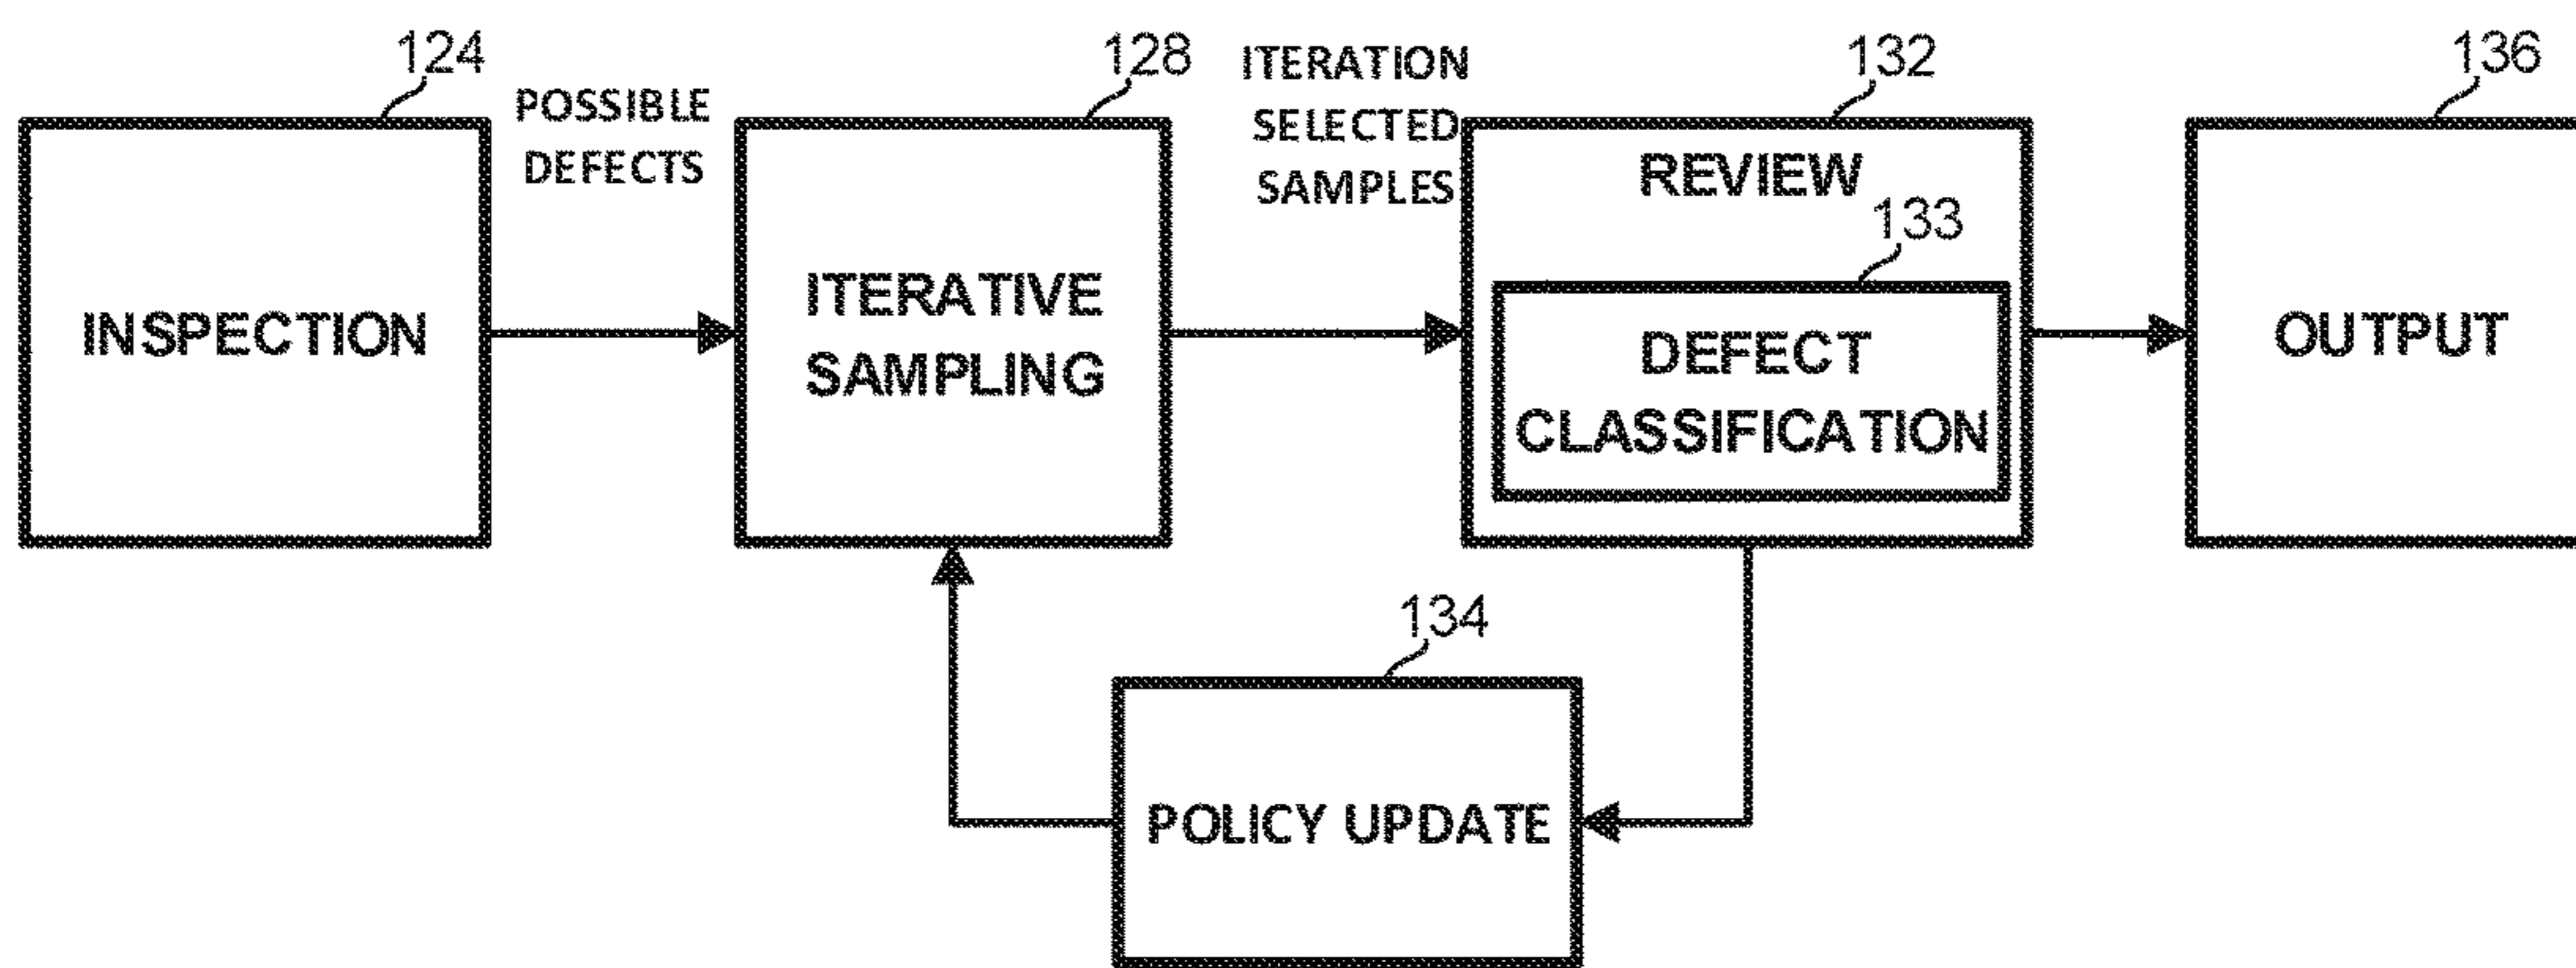 124
POSSIBLE
DEFECTS
128
ITERATION
SELECTED
SAMPLES
132
136
INSPECTION
ITERATIVE
SAMPLING
REVIEW
133
DEFECT
CLASSIFICATION
OUTPUT
134
POLICY UPDATE